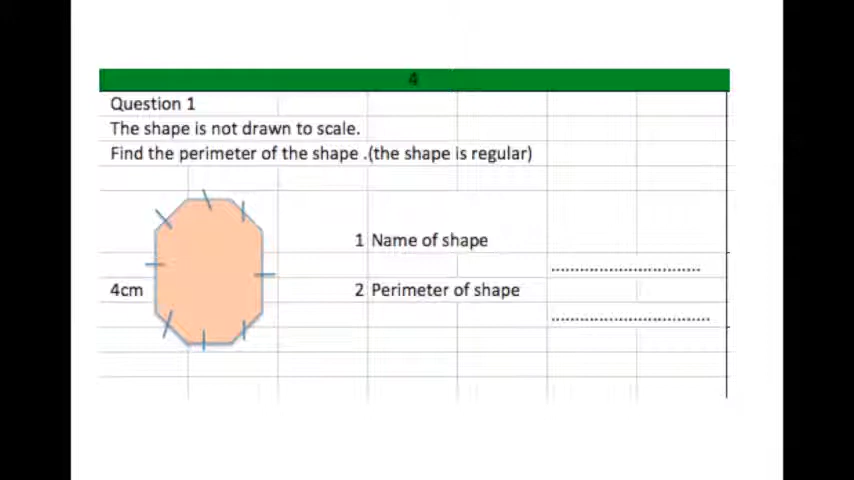 4
Question 1
The shape is not drawn to scale.
Find the perimeter of the shape .(the shape is regular)
1 Name of shape
..............................
4cm
2 Perimeter of shape
................................